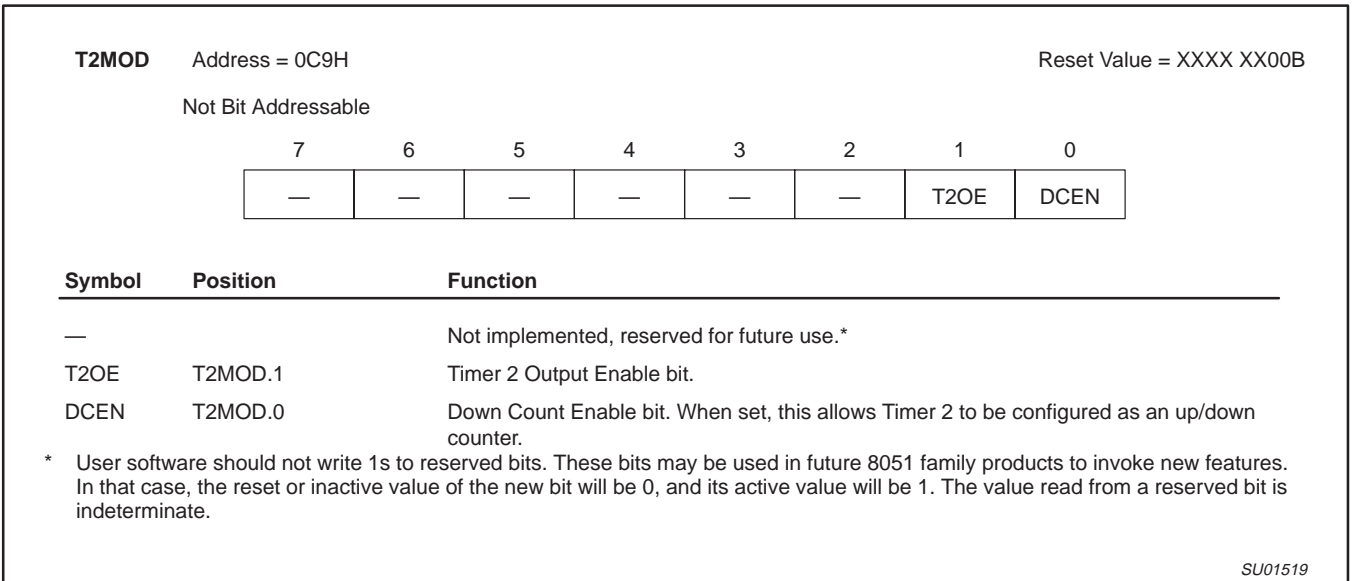 T2MOD Address = 0C9H Reset Value = XXXX XX00B
Not Bit Addressable
7 6 5 4 3 2 1 0
— — — — — — T2OE DCEN
Symbol Position Function
— Not implemented, reserved for future use.*
T2OE T2MOD.1 Timer 2 Output Enable bit.
DCEN T2MOD.0 Down Count Enable bit. When set, this allows Timer 2 to be configured as an up/down
counter.
* User software should not write 1s to reserved bits. These bits may be used in future 8051 family products to invoke new features.
In that case, the reset or inactive value of the new bit will be 0, and its active value will be 1. The value read from a reserved bit is
indeterminate.
SU01519